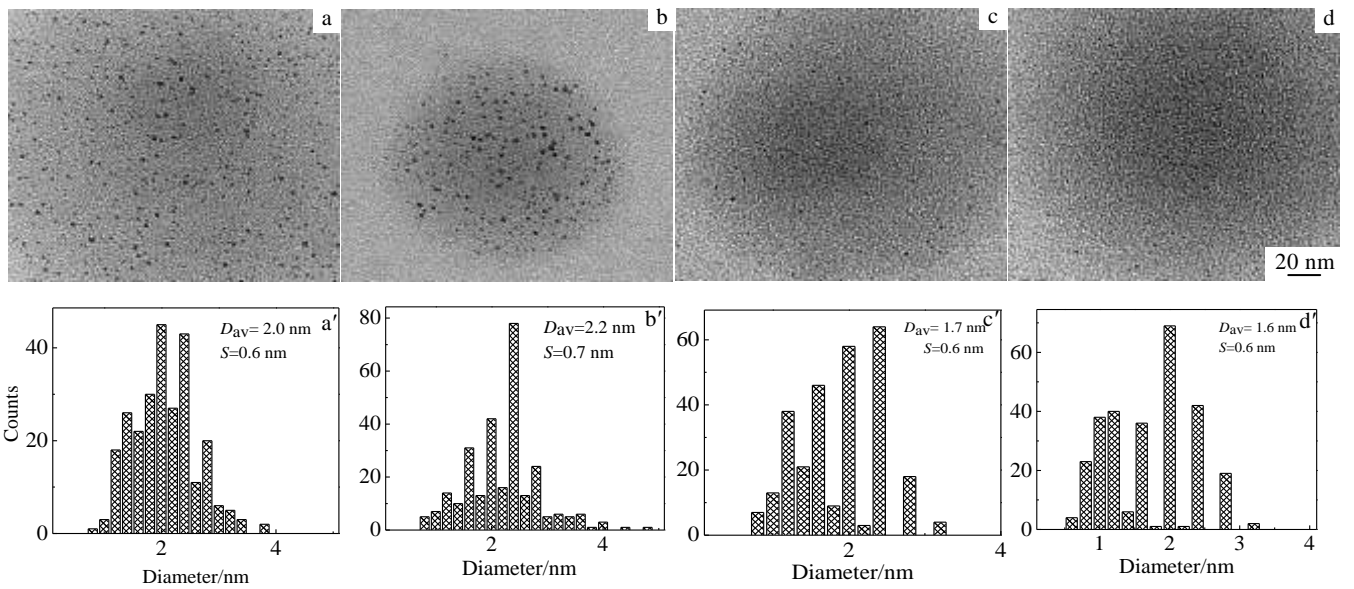 a
b
c
d
20 nm
Dav= 2.0 nm
S=0.6 nm
a′
Dav=2.2 nm
S=0.7 nm
b′
Dav= 1.7 nm
S=0.6 nm
c′
Dav= 1.6 nm
S=0.6 nm
d′
Counts
40
20
0
2
4
Diameter/nm
80
60
40
20
0
2
4
Diameter/nm
60
40
20
0
2
4
Diameter/nm
60
40
20
0
1
2
3
4
Diameter/nm